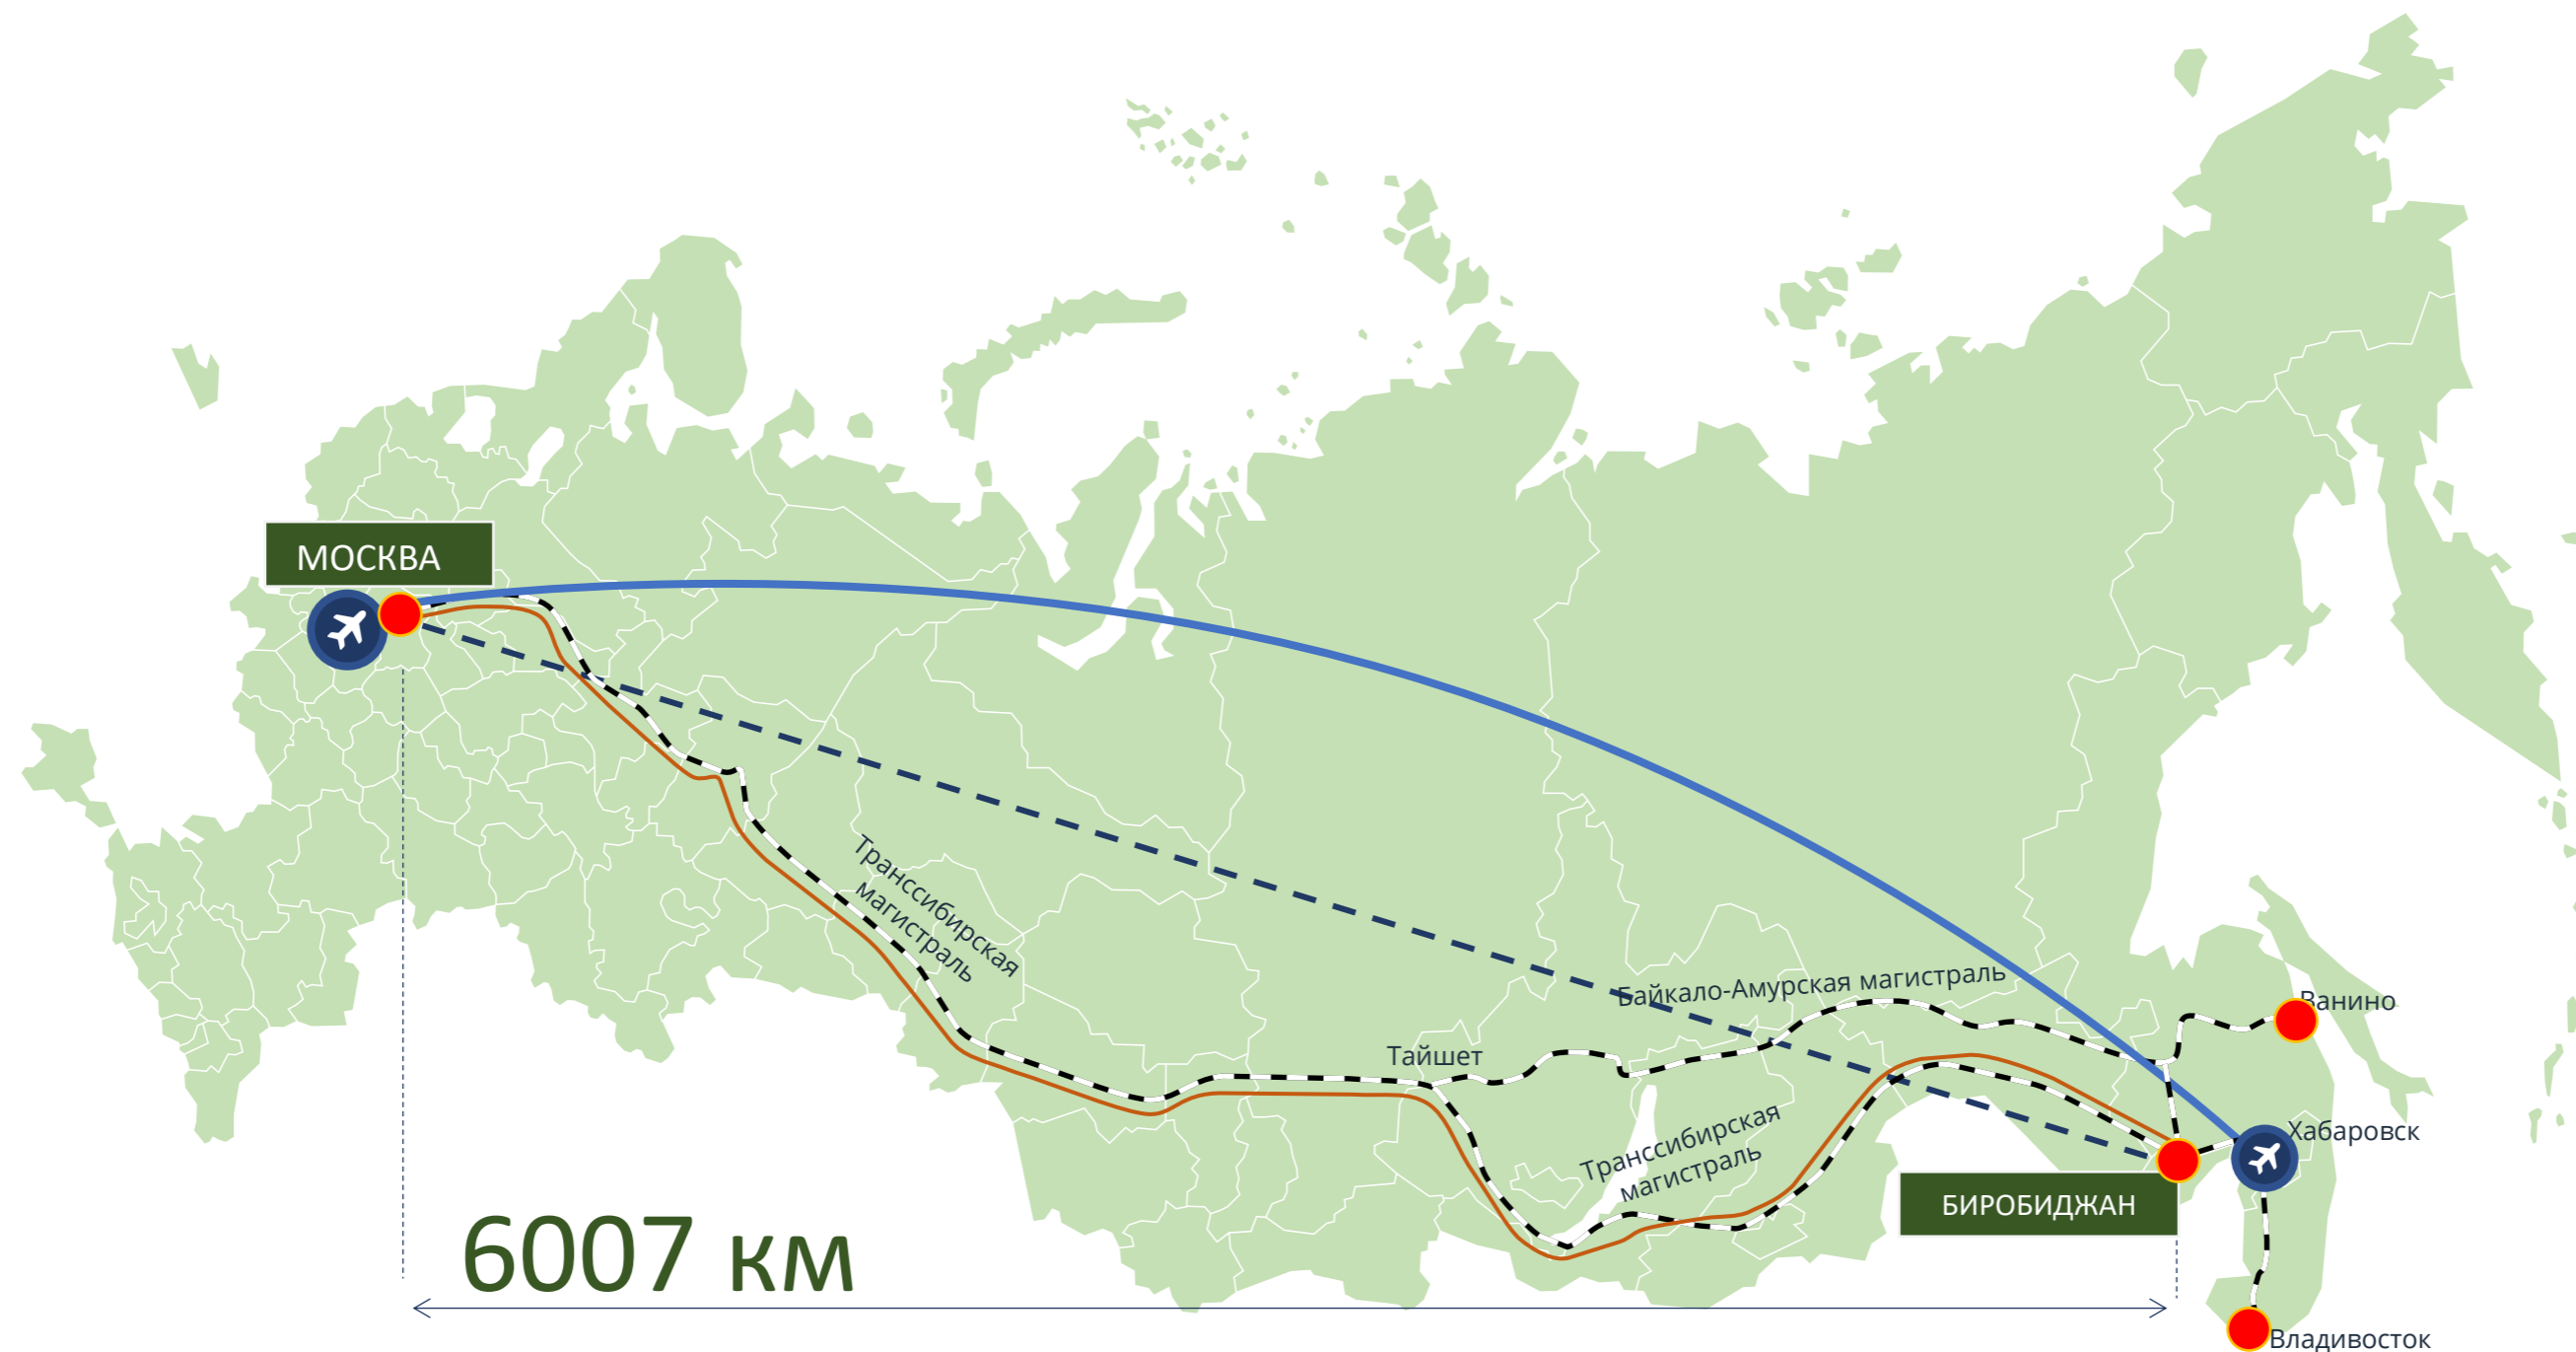 МОСКВА
Транссибирская
магистраль
Байкало-Амурская магистраль
Ванино
Тайшет
Транссибирская
магистраль
Хабаровск
БИРОБИДЖАН
6007 км
Владивосток